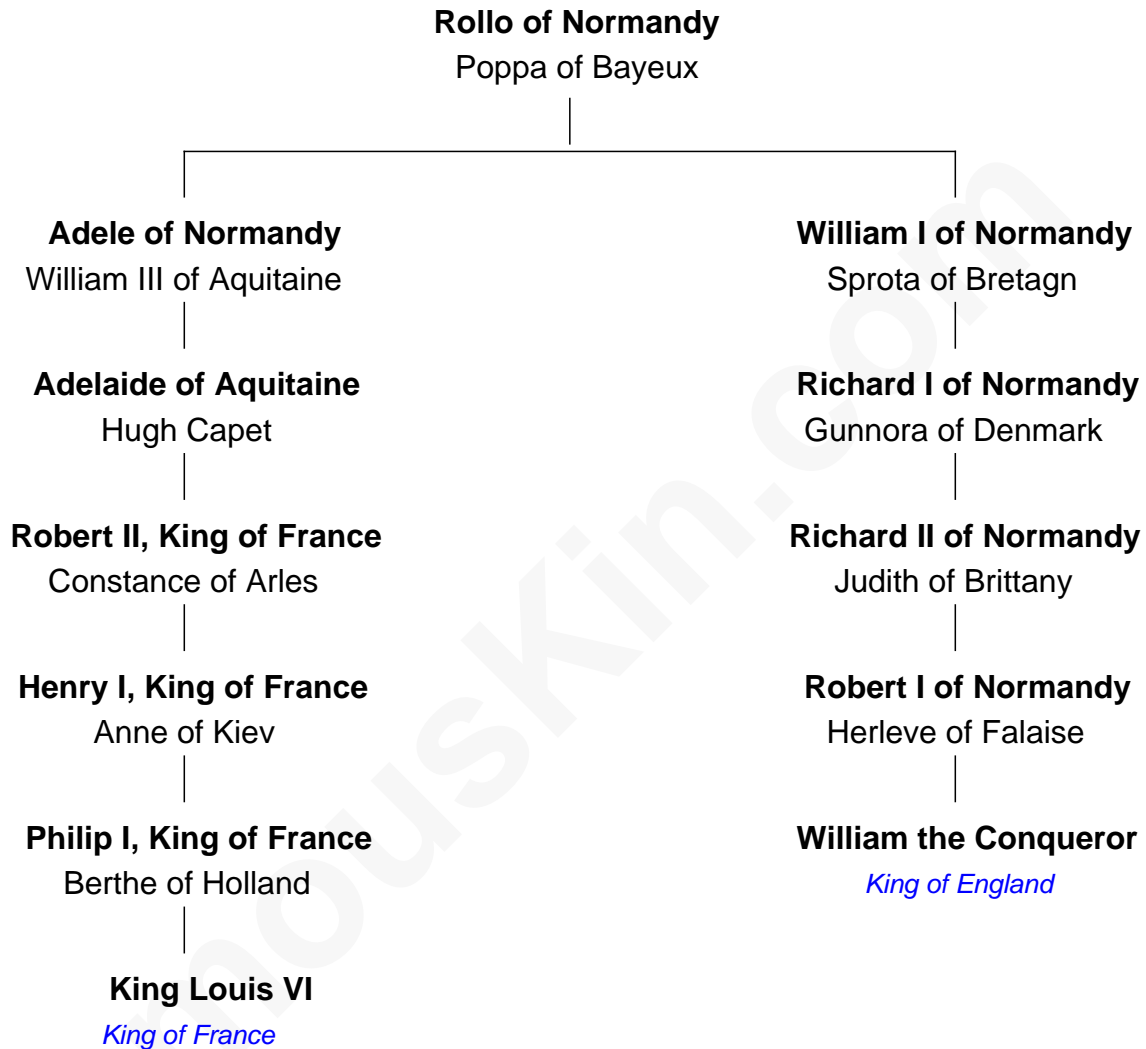 Rollo of Normandy
Poppa of Bayeux
Adele of Normandy
William III of Aquitaine
William I of Normandy
Sprota of Bretagn
Adelaide of Aquitaine
Hugh Capet
Richard I of Normandy
Gunnora of Denmark
Robert II, King of France
Constance of Arles
Richard II of Normandy
Judith of Brittany
Henry I, King of France
Anne of Kiev
Robert I of Normandy
Herleve of Falaise
Philip I, King of France
Berthe of Holland
William the Conqueror
King of England
King Louis VI
King of France
mousKin.com